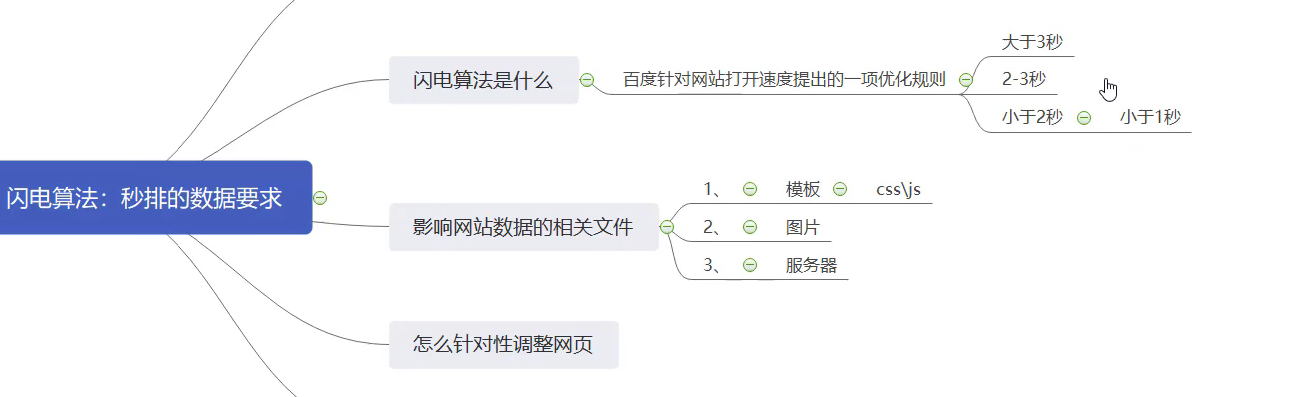 闪电算法：秒排的数据要求
闪电算法是什么
百度针对网站打开速度提出的一项优化规则
大于3秒
2-3秒
小于2秒
小于1秒
影响网站数据的相关文件
1、 模板 css\js
2、 图片
3、 服务器
怎么针对性调整网页